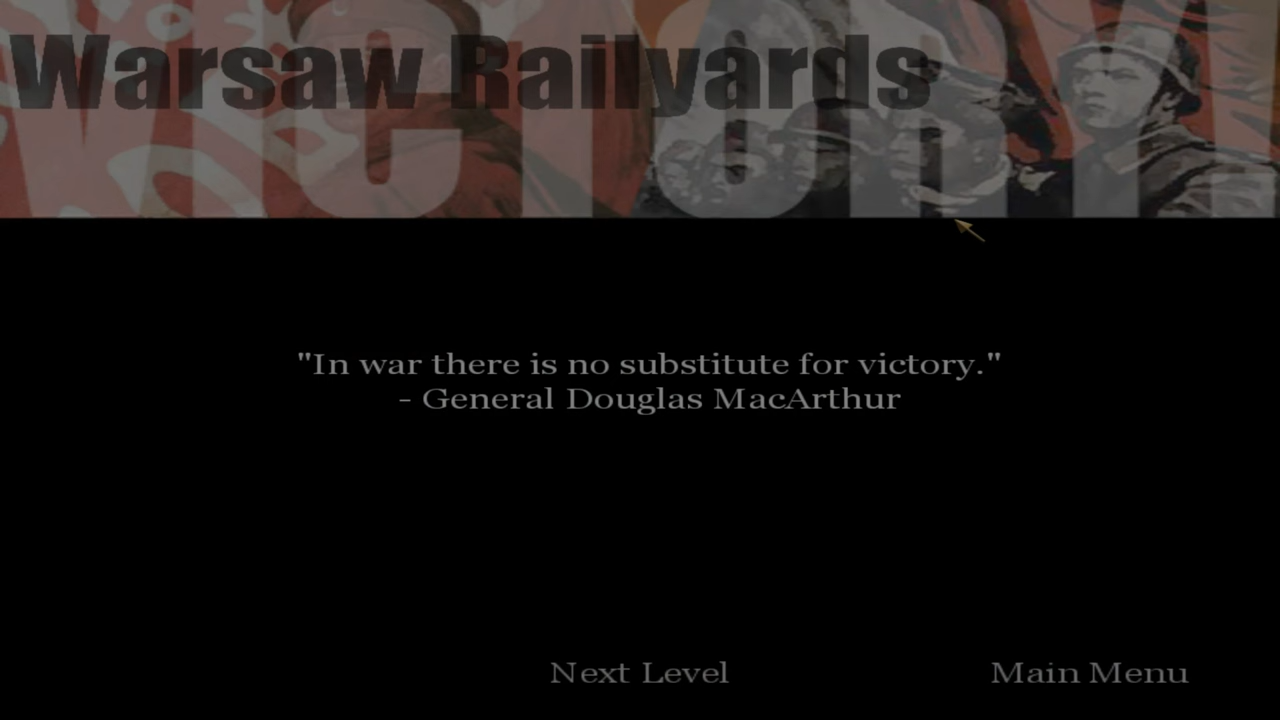 VICTORY
Warsaw Railyards
"In war there is no substitute for victory."
- General Douglas MacArthur
Next Level
Main Menu